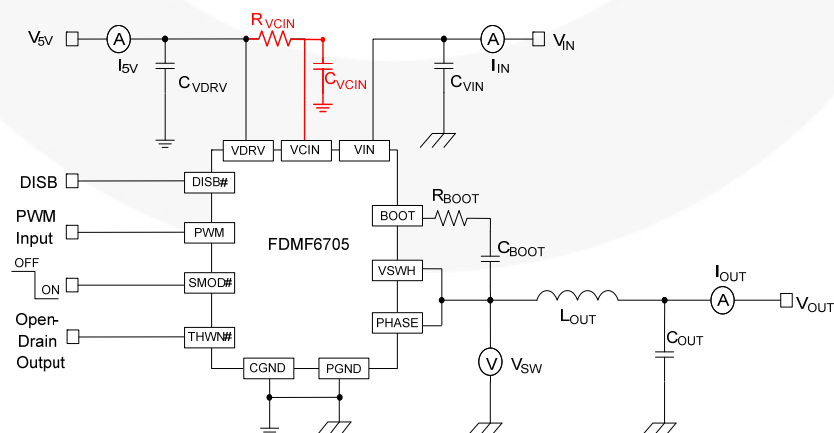 V5V
A
I5V
CVDRV
RVCIN
CVCIN
CVIN
A
IIN
VIN
VDRV
VCIN
VIN
DISB
DISB#
PWM
Input
PWM
OFF
ON
SMOD#
Open-
Drain
Output
THWN#
FDMF6705
BOOT
RBOOT
CBOOT
VSWH
PHASE
CGND
PGND
V
VSW
LOUT
COUT
IOUT
A
VOUT